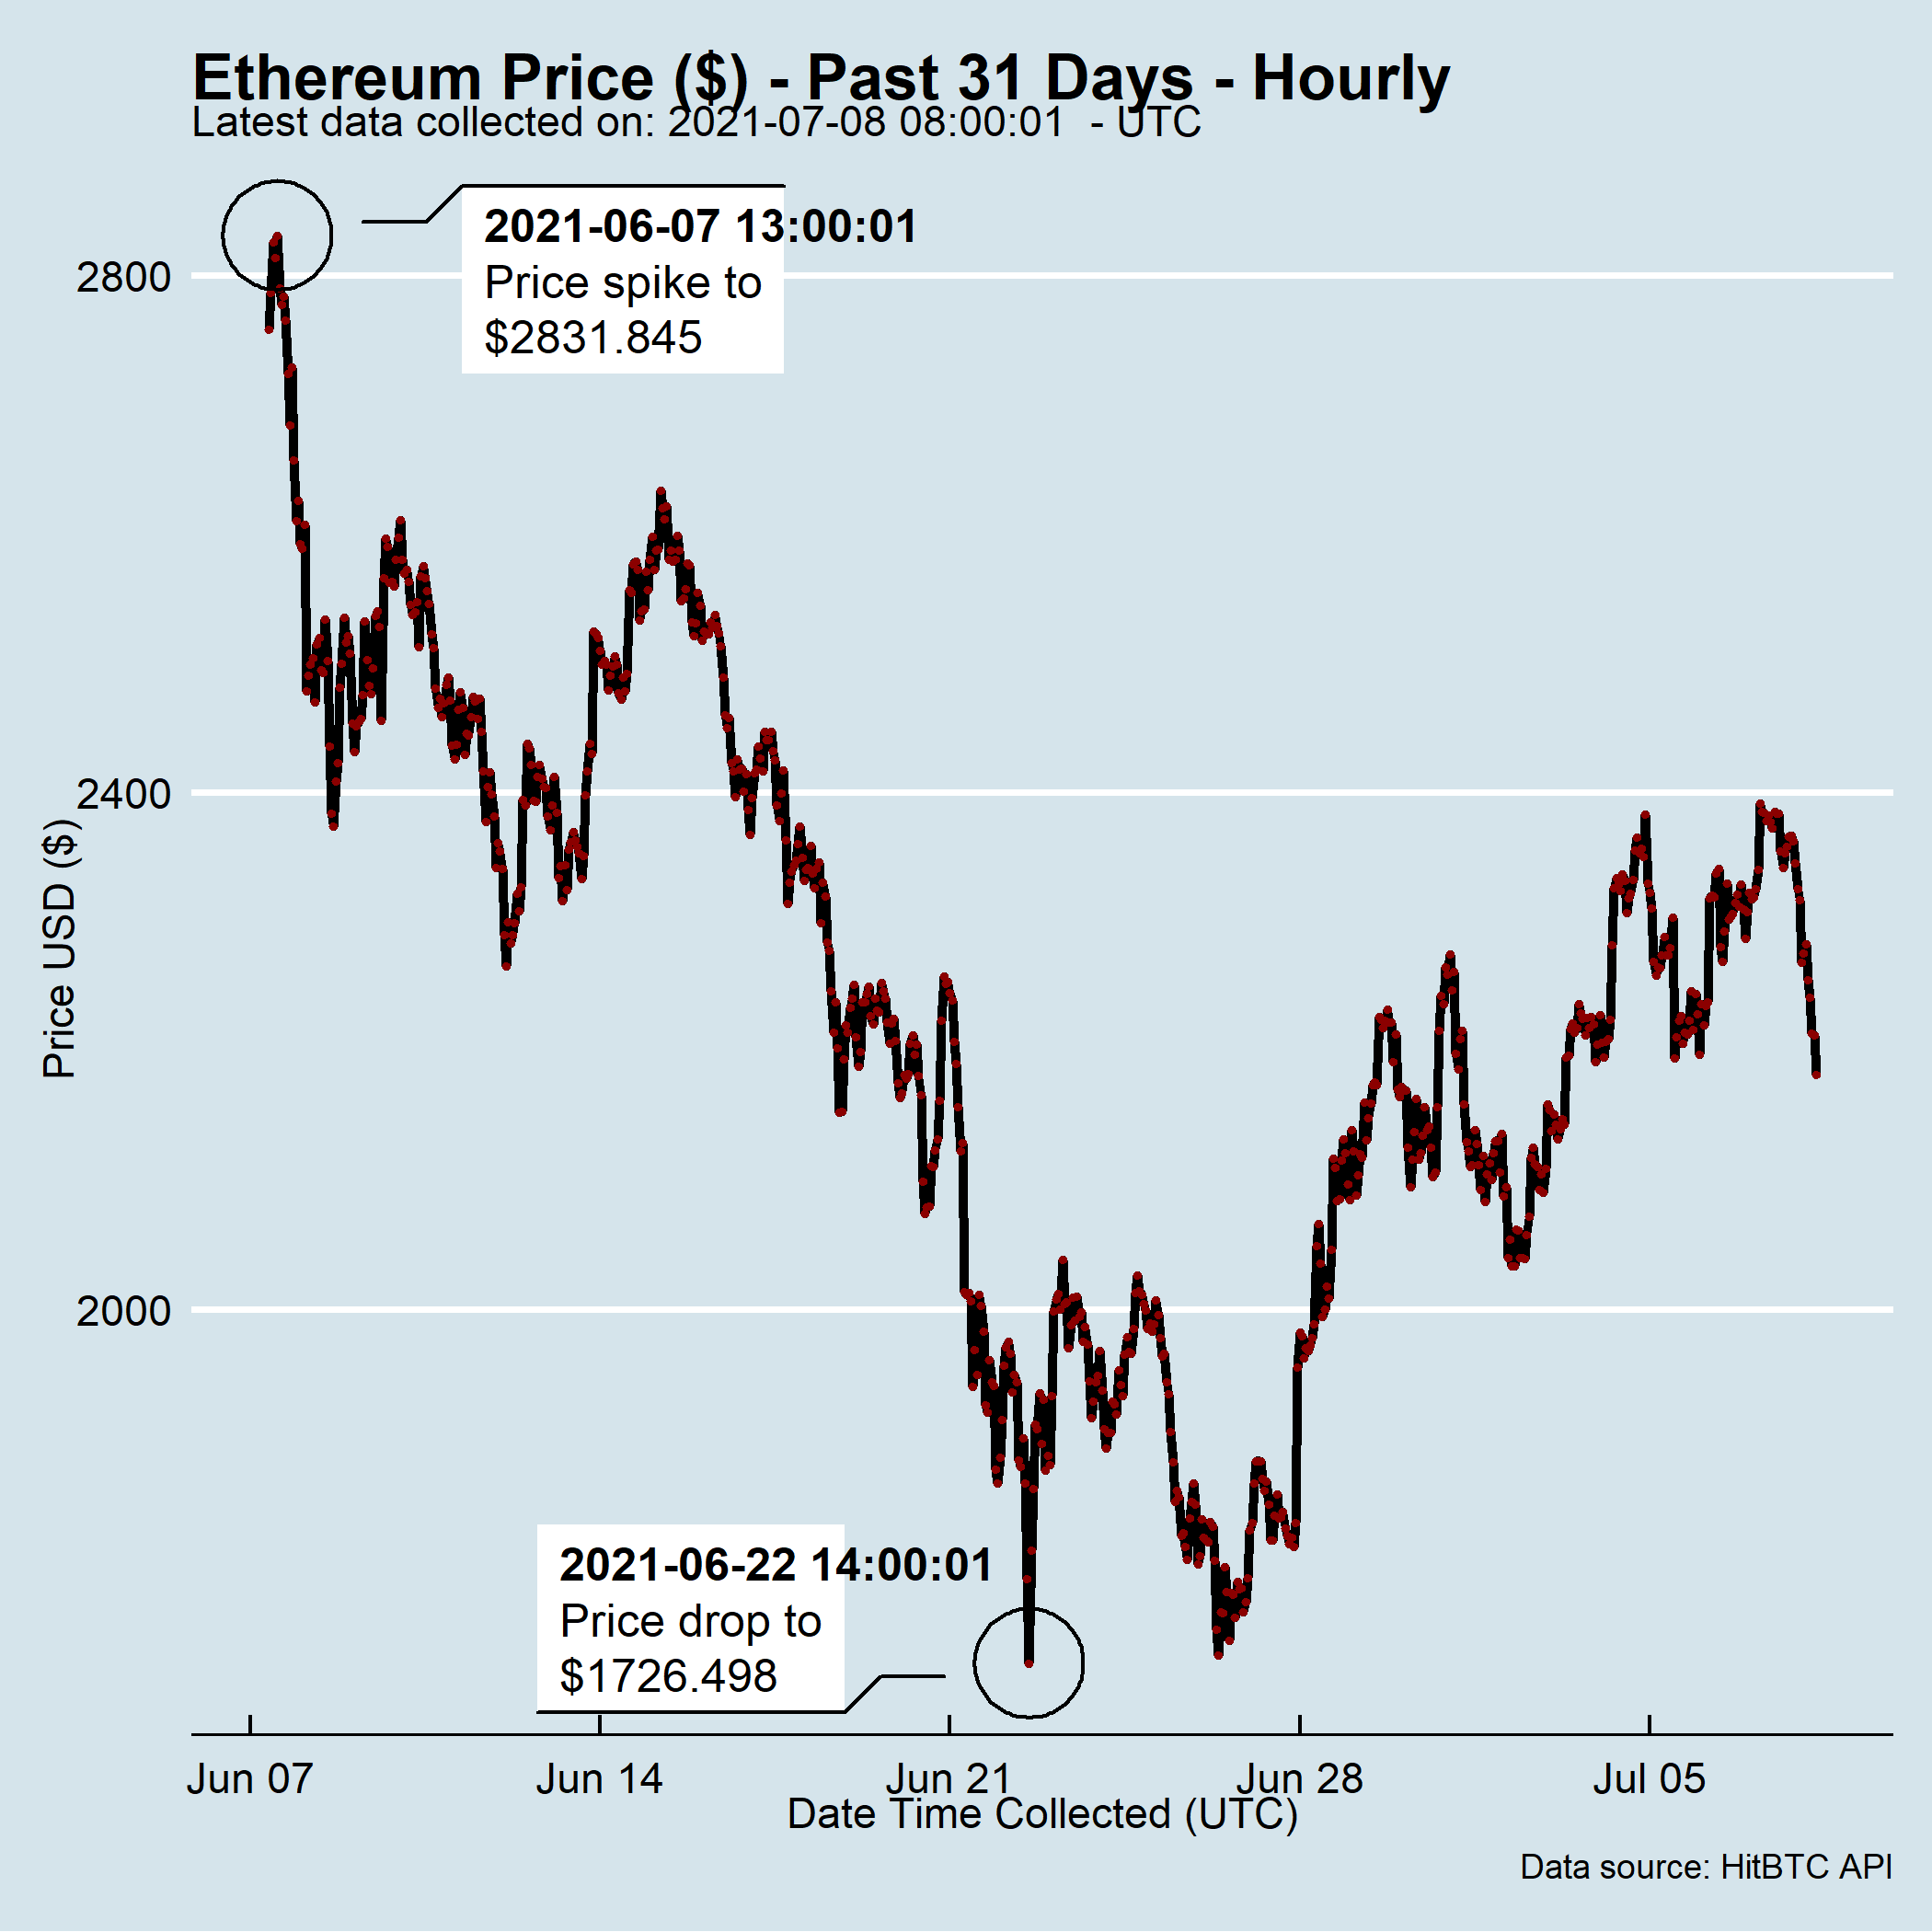 Ethereum Price ($) - Past 31 Days - Hourly
Latest data collected on: 2021-07-08 08:00:01  - UTC
2021-06-07 13:00:01
Price spike to
$2831.845
2800
2400
2000
Price USD ($)
2021-06-22 14:00:01
Price drop to
$1726.498
Jun 07
Jun 14
Jun 21
Jun 28
Jul 05
Date Time Collected (UTC)
Data source: HitBTC API